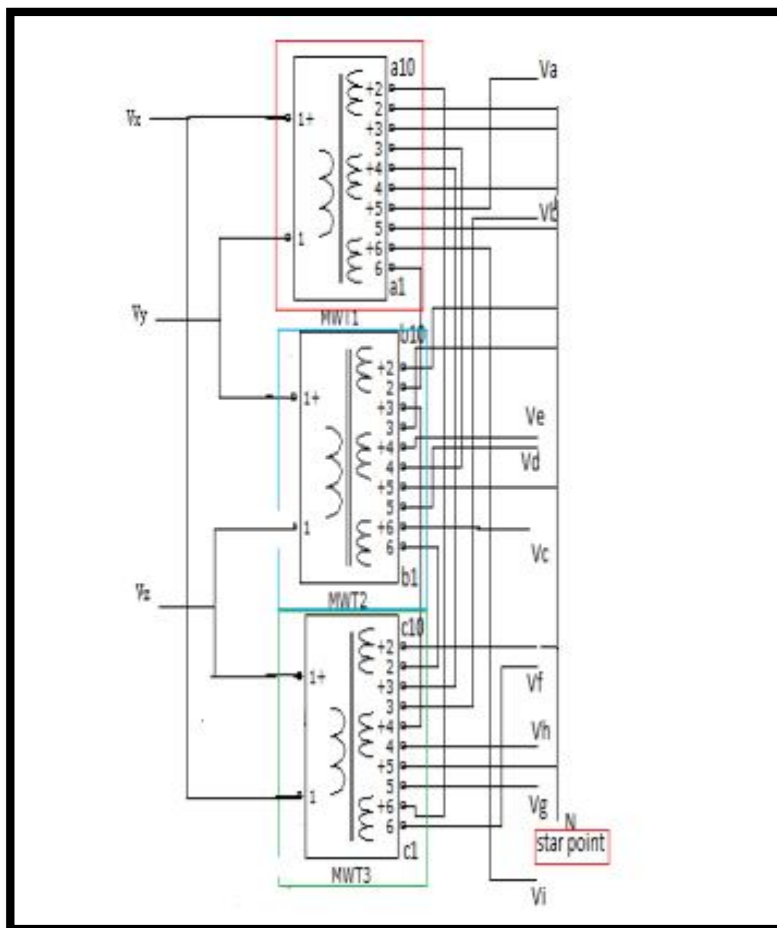 a10
Va
+2
2
Vx
1+
+3
3
+4
4
+5
Vb
5
Vy
1
+6
6
a1
MWT1
b10
+2
2
1+
+3
3
Ve
+4
4
Vd
+5
5
1
+6
Vc
6
b1
Vz
MWT2
c10
+2
2
1+
Vf
+3
3
+4
Vh
4
+5
1
5
Vg
+6
N
6
star point
c1
MWT3
Vi